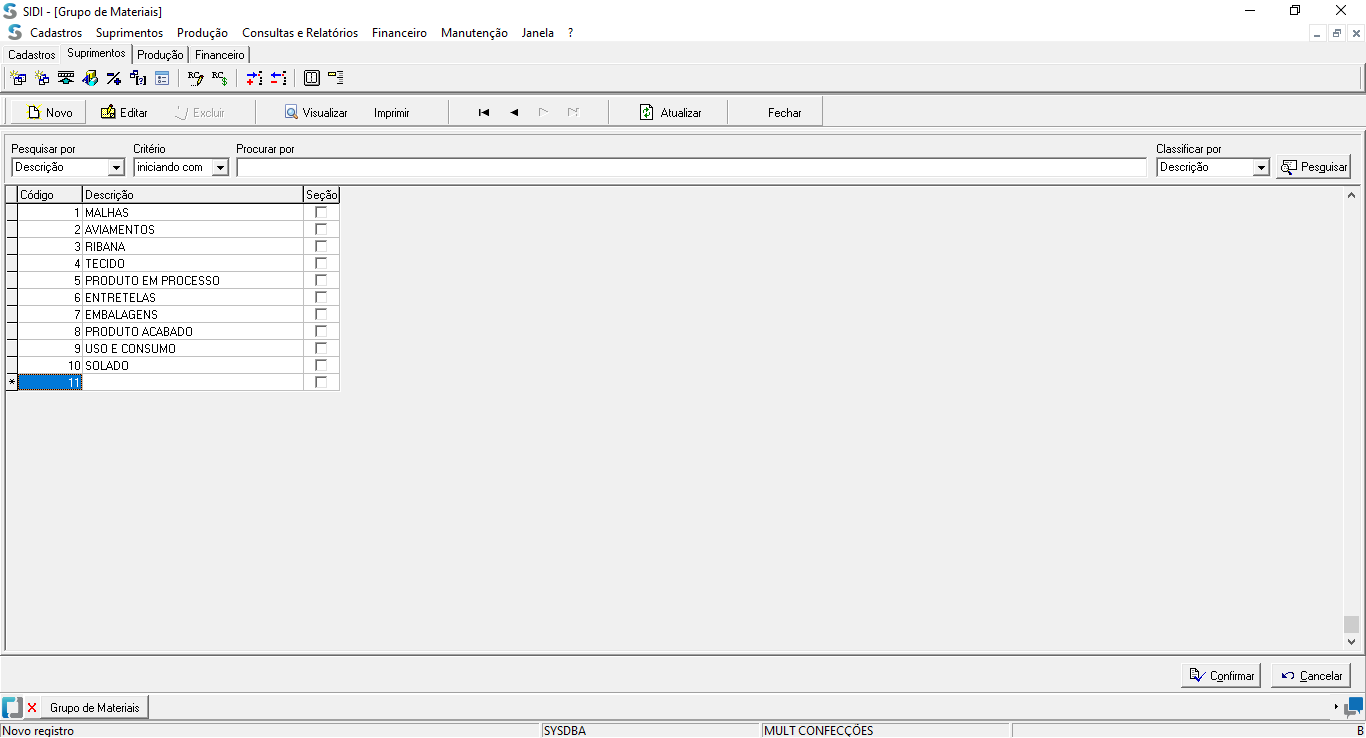 SIDI - [Grupo de Materiais]
Cadastros Suprimentos Produção Consultas e Relatórios Financeiro Manutenção Janela ?
Cadastros Suprimentos Produção Financeiro
Novo Editar Excluir Visualizar Imprimir Atualizar Fechar
Pesquisar por Critério Procurar por Classificar por
Descrição iniciando com Descrição Pesquisar
Código Descrição Seção
1 MALHAS
2 AVIAMENTOS
3 RIBANA
4 TECIDO
5 PRODUTO EM PROCESSO
6 ENTRETELAS
7 EMBALAGENS
8 PRODUTO ACABADO
9 USO E CONSUMO
10 SOLADO
* 11
Confirmar Cancelar
Grupo de Materiais
Novo registro SYSDBA MULT CONFECÇÕES B